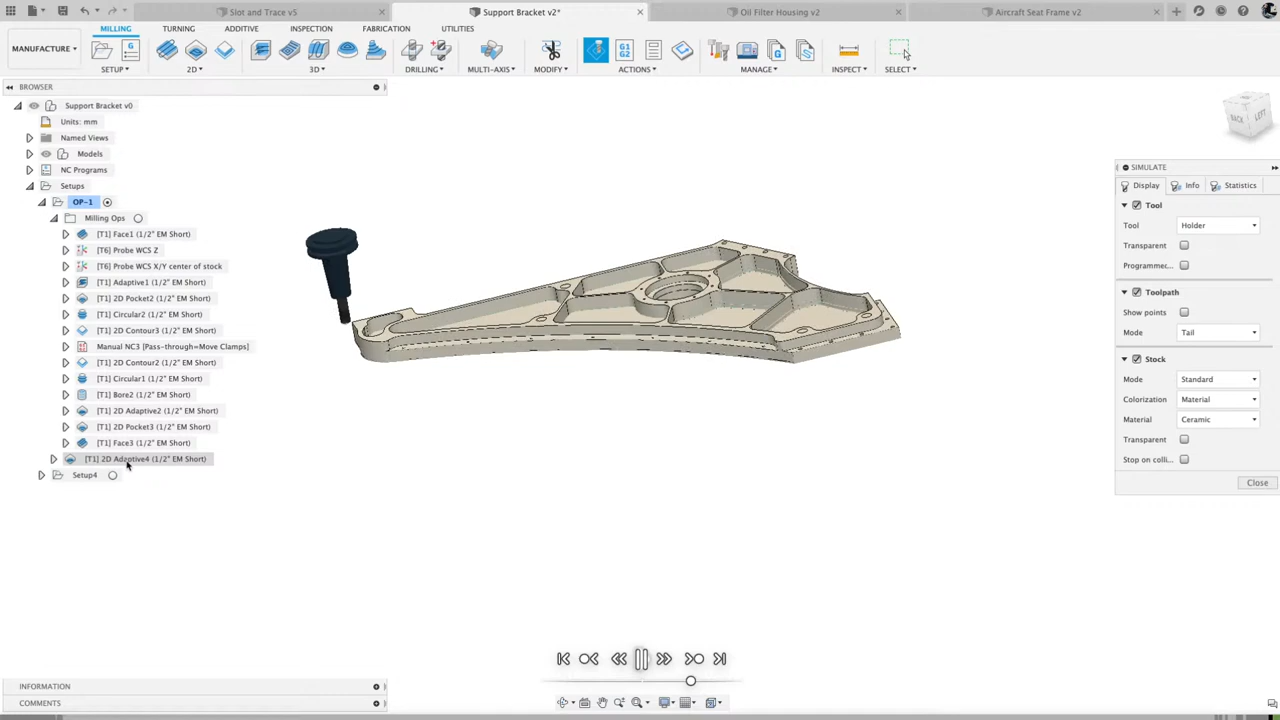 Slot and Trace v5
Support Bracket v2*
Oil Filter Housing v2
Aircraft Seat Frame v2
MILLING
TURNING
ADDITIVE
INSPECTION
FABRICATION
UTILITIES
MANUFACTURE
G
G1
G2
G
SETUP
2D
3D
DRILLING
MULTI-AXIS
MODIFY
ACTIONS
MANAGE
INSPECT
SELECT
BROWSER
Support Bracket v0
Units: mm
Named Views
Models
NC Programs
Setups
OP-1
Milling Ops
[T1] Face1 (1/2" EM Short)
[T6] Probe WCS Z
[T6] Probe WCS X/Y center of stock
[T1] Adaptive1 (1/2" EM Short)
[T1] 2D Pocket2 (1/2" EM Short)
[T1] Circular2 (1/2" EM Short)
[T1] 2D Contour3 (1/2" EM Short)
Manual NC3 [Pass-through=Move Clamps]
[T1] 2D Contour2 (1/2" EM Short)
[T1] Circular1 (1/2" EM Short)
[T1] Bore2 (1/2" EM Short)
[T1] 2D Adaptive2 (1/2" EM Short)
[T1] 2D Pocket3 (1/2" EM Short)
[T1] Face3 (1/2" EM Short)
[T1] 2D Adaptive4 (1/2" EM Short)
Setup4
BACK
LEFT
SIMULATE
Display
Info
Statistics
Tool
Tool
Holder
Transparent
Programmer...
Toolpath
Show points
Mode
Tail
Stock
Mode
Standard
Colorization
Material
Material
Ceramic
Transparent
Stop on colli...
Close
INFORMATION
COMMENTS